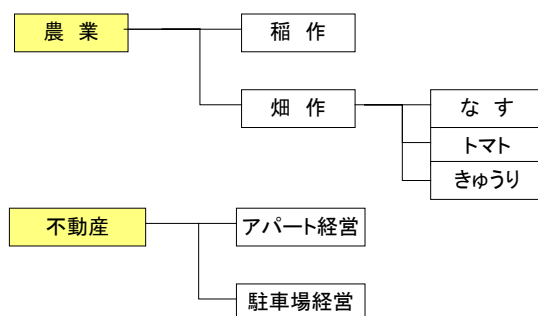 農 業
稲 作
畑 作
な す
トマト
きゅうり
不動産
アパート経営
駐車場経営